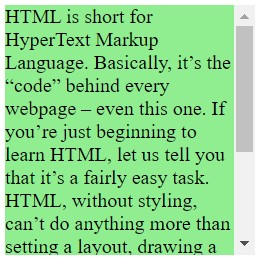 HTML is short for
HyperText Markup
Language. Basically, it’s the
“code” behind every
webpage – even this one. If
you’re just beginning to
learn HTML, let us tell you
that it’s a fairly easy task.
HTML, without styling,
can’t do anything more than
setting a layout, drawing a